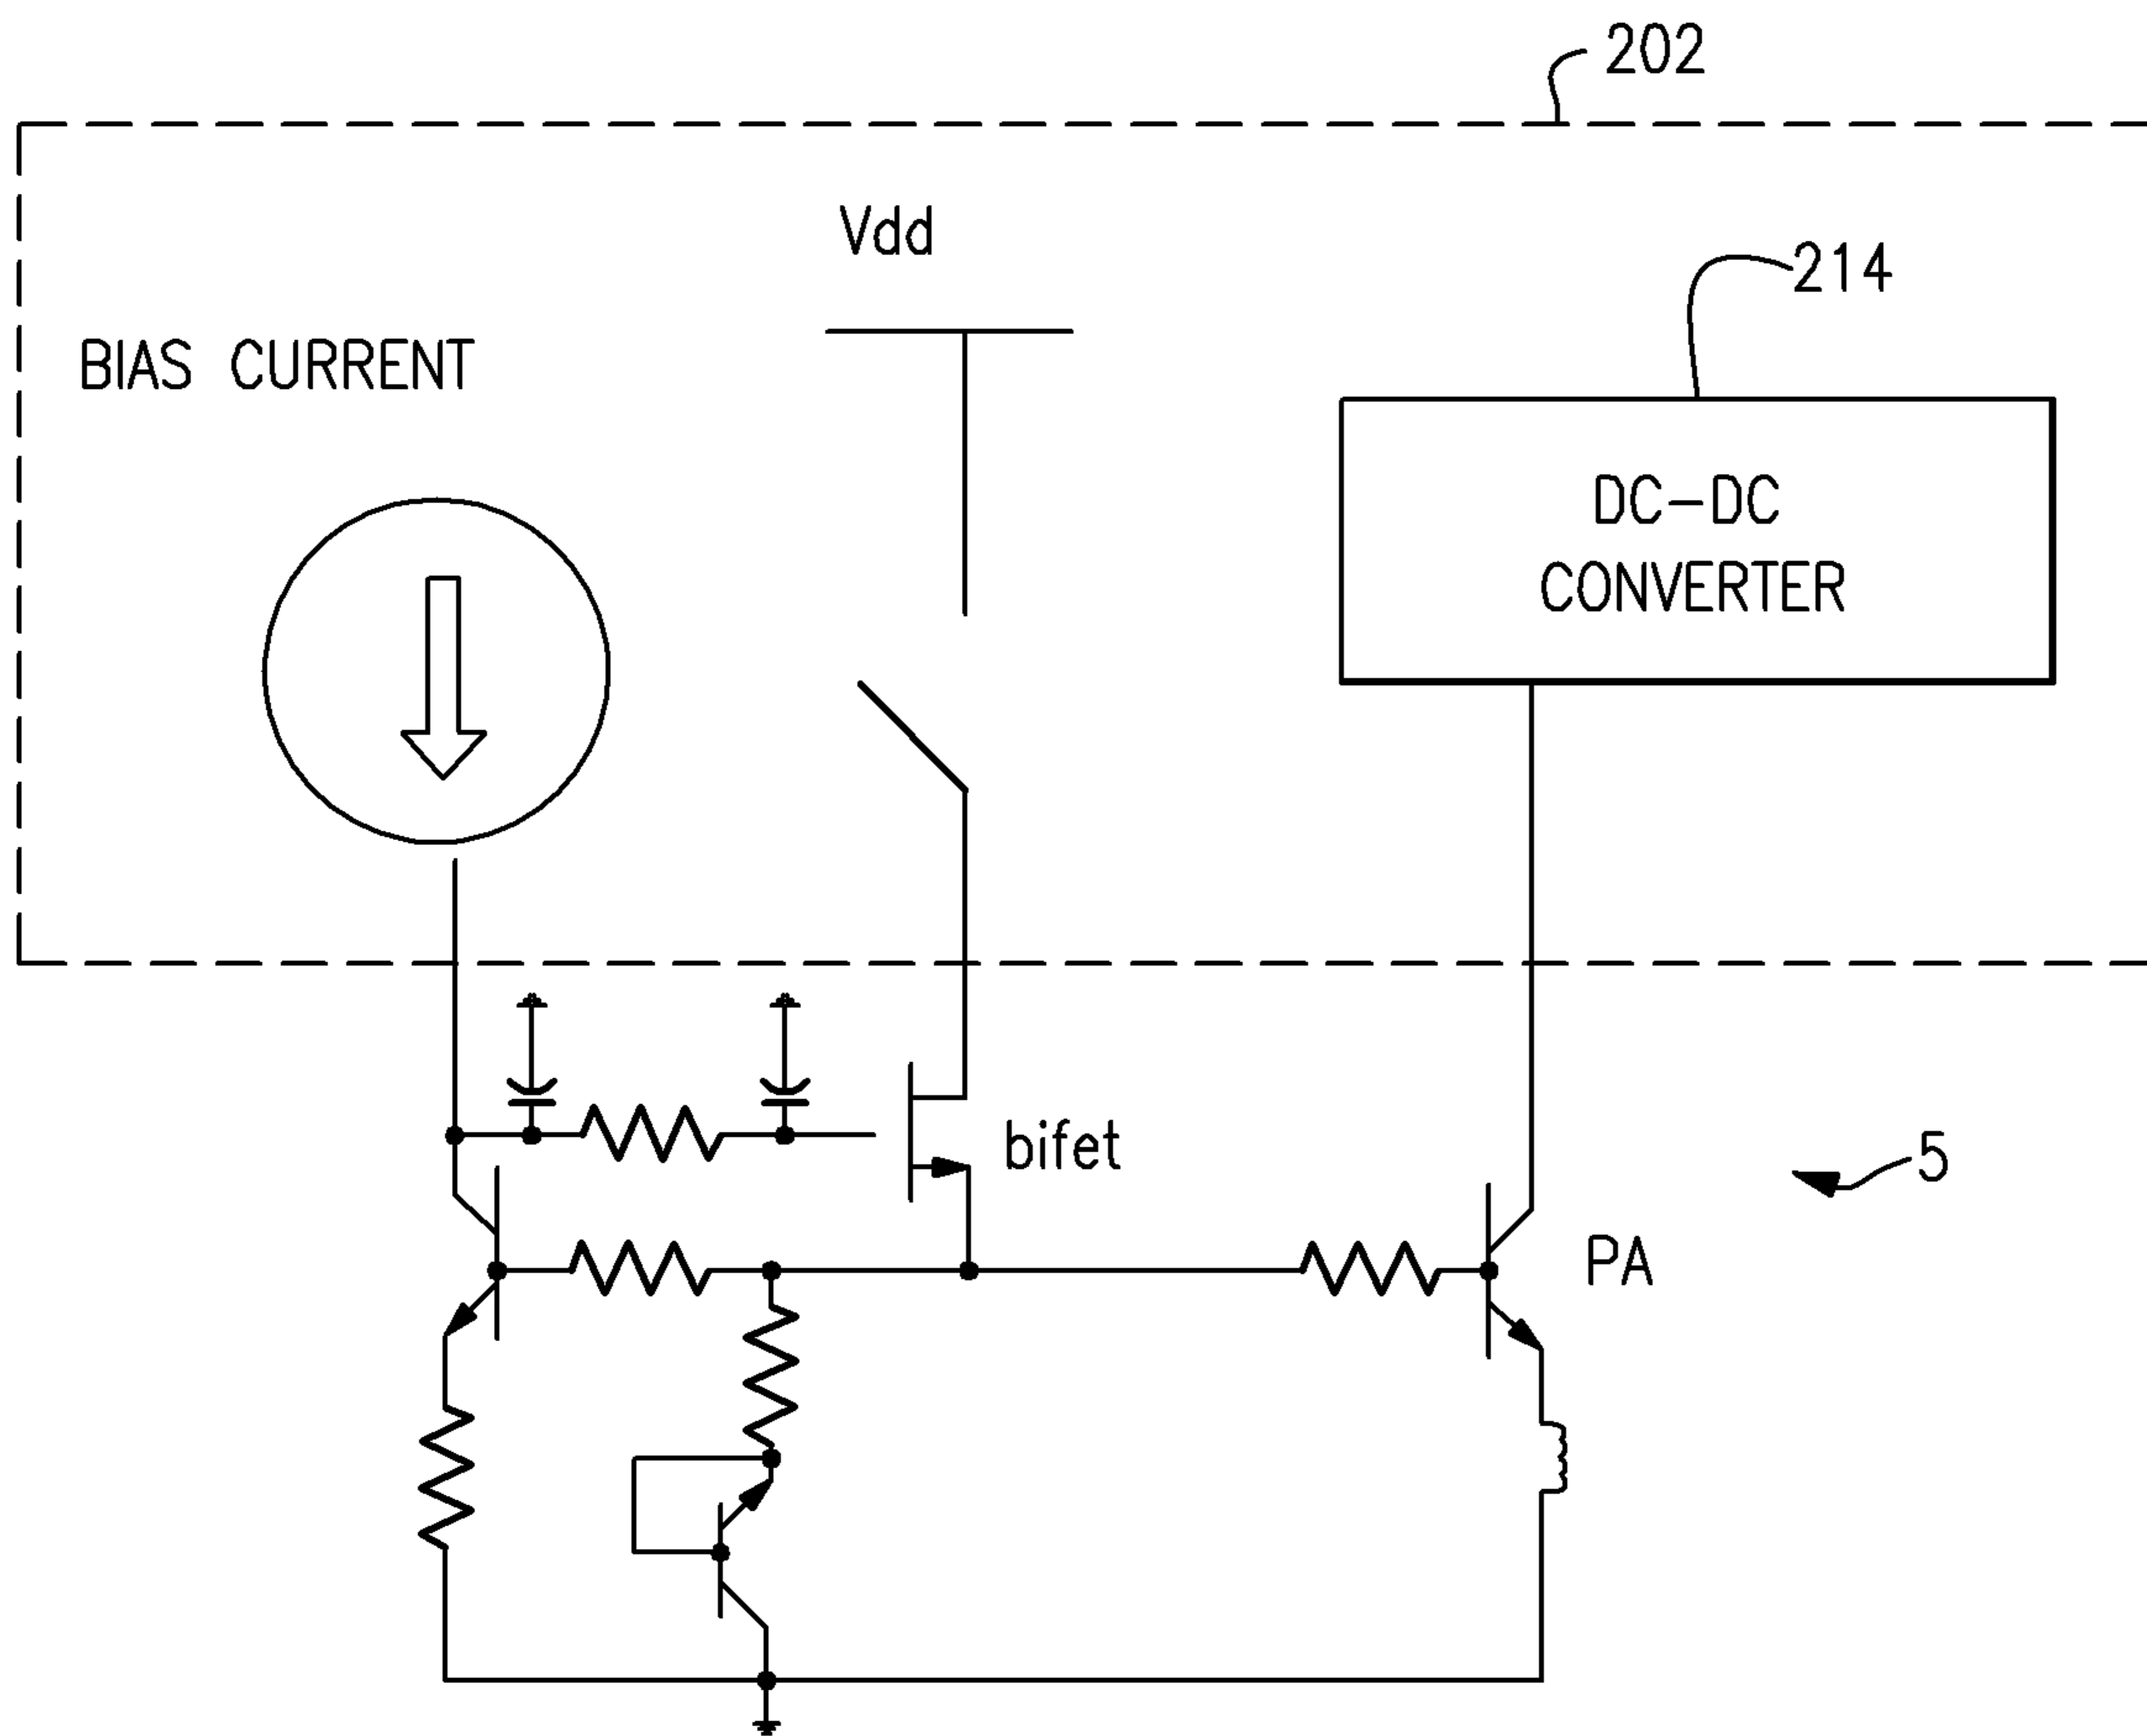 202
Vdd
214
BIAS CURRENT
DC-DC
CONVERTER
bifet
5
PA